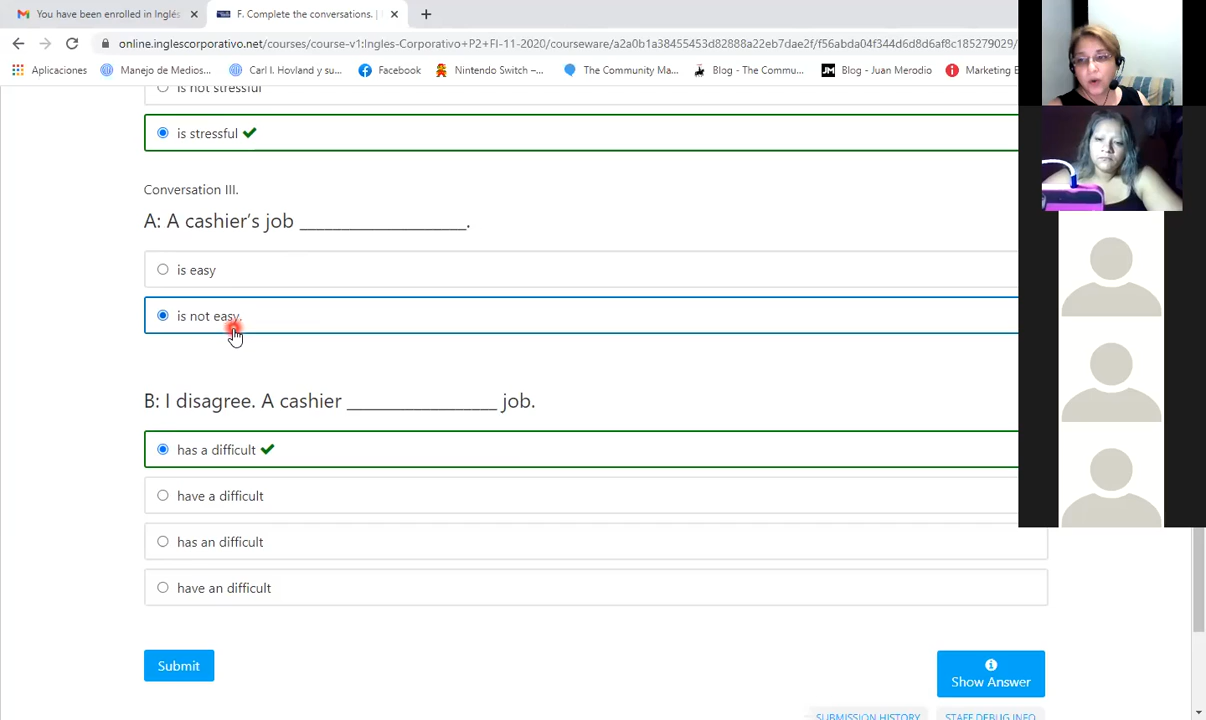 You have been enrolled in Inglés
F. Complete the conversations. |
online.inglescorporativo.net/courses/course-v1:Ingles-Corporativo+P2+FI-11-2020/courseware/a2a0b1a38455453d82888a22eb7dae2f/f56abda04f344d6d8d6af8c185279029/
Aplicaciones
Manejo de Medios...
Carl I. Hovland y su...
Facebook
Nintendo Switch –...
The Community Ma...
Blog - The Commu...
JM
Blog - Juan Merodio
Marketing E
is not stressful
is stressful
Conversation III.
A: A cashier's job ________________.
is easy
is not easy.
B: I disagree. A cashier ______________ job.
has a difficult
have a difficult
has an difficult
have an difficult
Submit
Show Answer
SUBMISSION HISTORY
STAFF DEBUG INFO